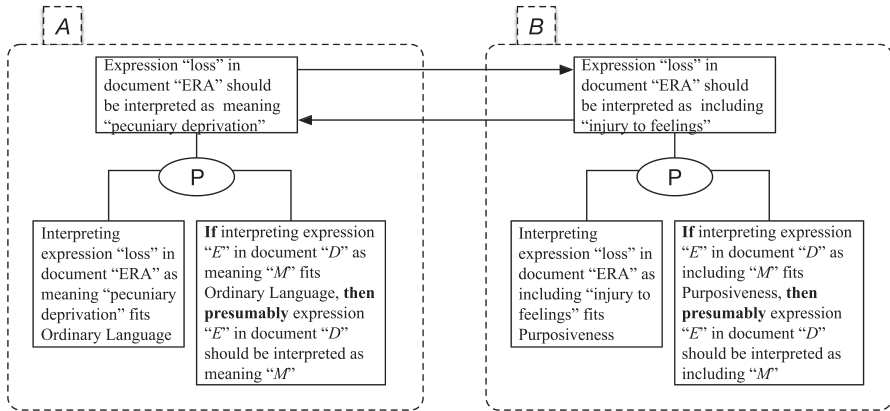 A
Expression “loss” in
document “ERA” should
be interpreted as meaning
“pecuniary deprivation”
P
Interpreting
expression “loss” in
document “ERA” as
meaning “pecuniary
deprivation” fits
Ordinary Language
If interpreting expression
“E” in document “D” as
meaning “M” fits
Ordinary Language, then
presumably expression
“E” in document “D”
should be interpreted as
meaning “M”
B
Expression “loss” in
document “ERA” should
be interpreted as including
“injury to feelings”
P
Interpreting
expression “loss” in
document “ERA” as
including “injury to
feelings” fits
Purposiveness
If interpreting expression
“E” in document “D” as
including “M” fits
Purposiveness, then
presumably expression
“E” in document “D”
should be interpreted as
including “M”